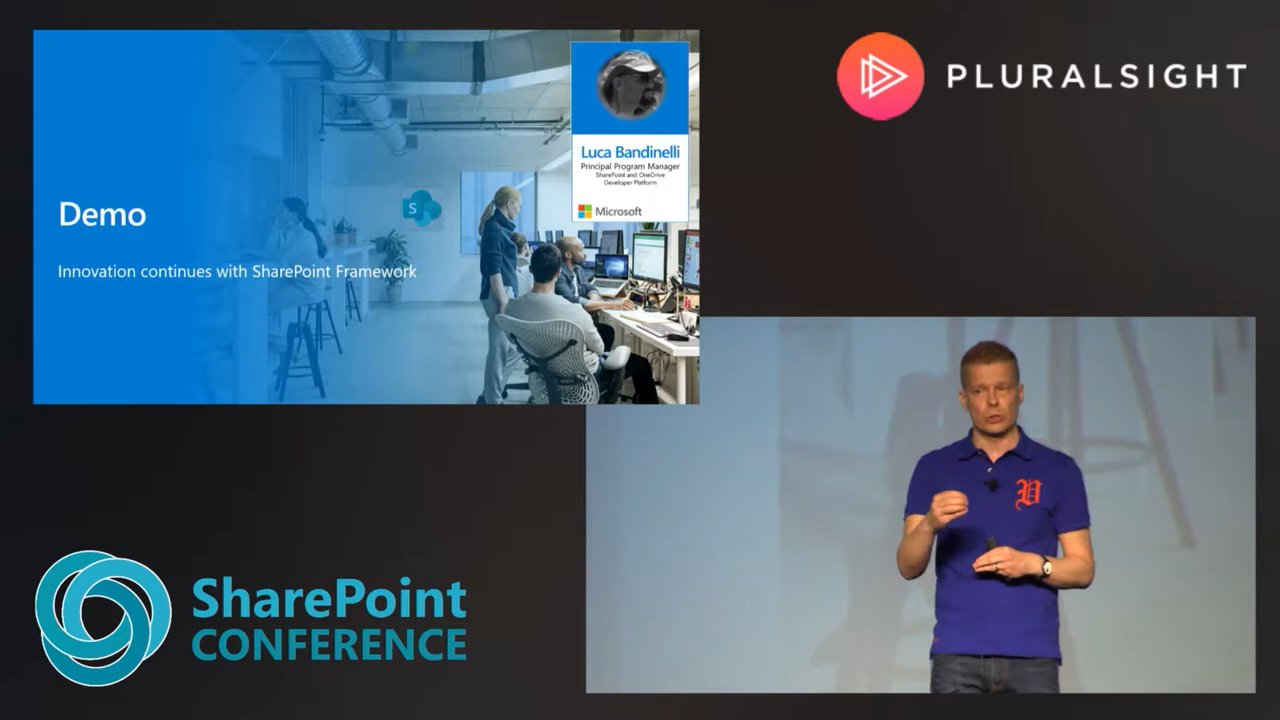 Demo
Innovation continues with SharePoint Framework
Luca Bandinelli
Principal Program Manager
SharePoint and OneDrive
Developer Platform
Microsoft
S
PLURALSIGHT
SharePoint
CONFERENCE